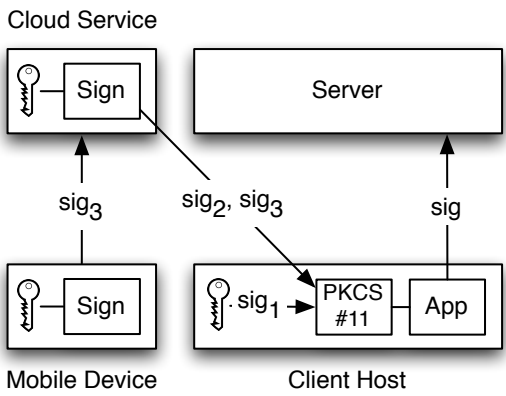 Cloud Service
Sign
Server
sig3
sig2, sig3
sig
Sign
sig1
PKCS
#11
App
Mobile Device
Client Host